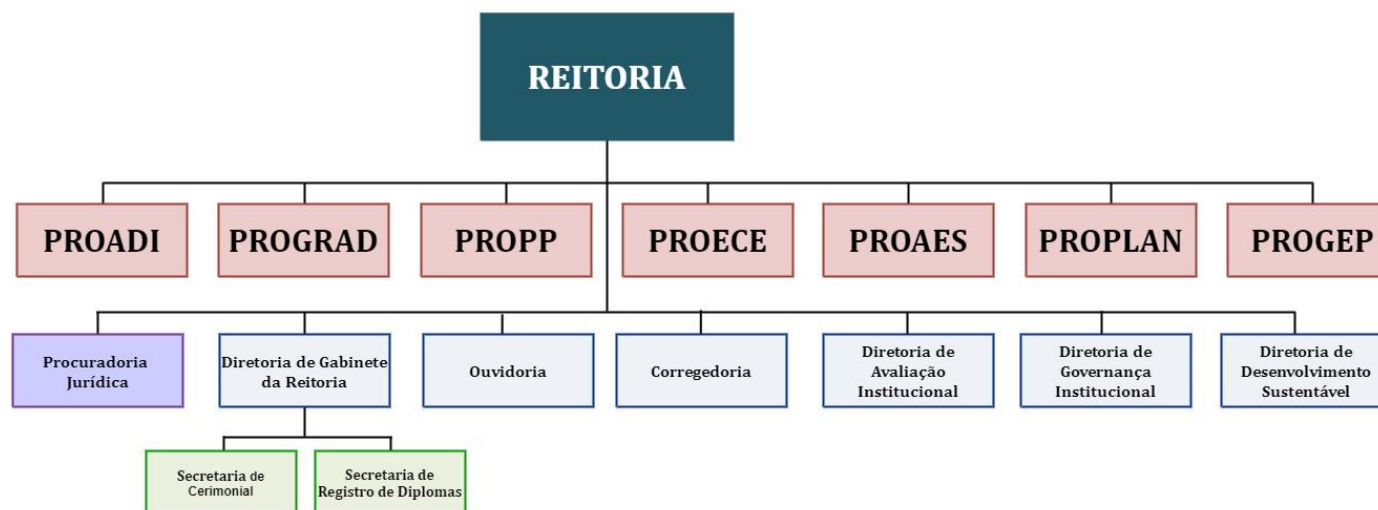 REITORIA
PROADI
PROGRAD
PROPP
PROECE
PROAES
PROPLAN
PROGEP
Procuradoria
Jurídica
Diretoria de Gabinete
da Reitoria
Ouvidoria
Corregedoria
Diretoria de
Avaliação
Institucional
Diretoria de
Governança
Institucional
Diretoria de
Desenvolvimento
Sustentável
Secretaria de
Cerimonial
Secretaria de
Registro de Diplomas